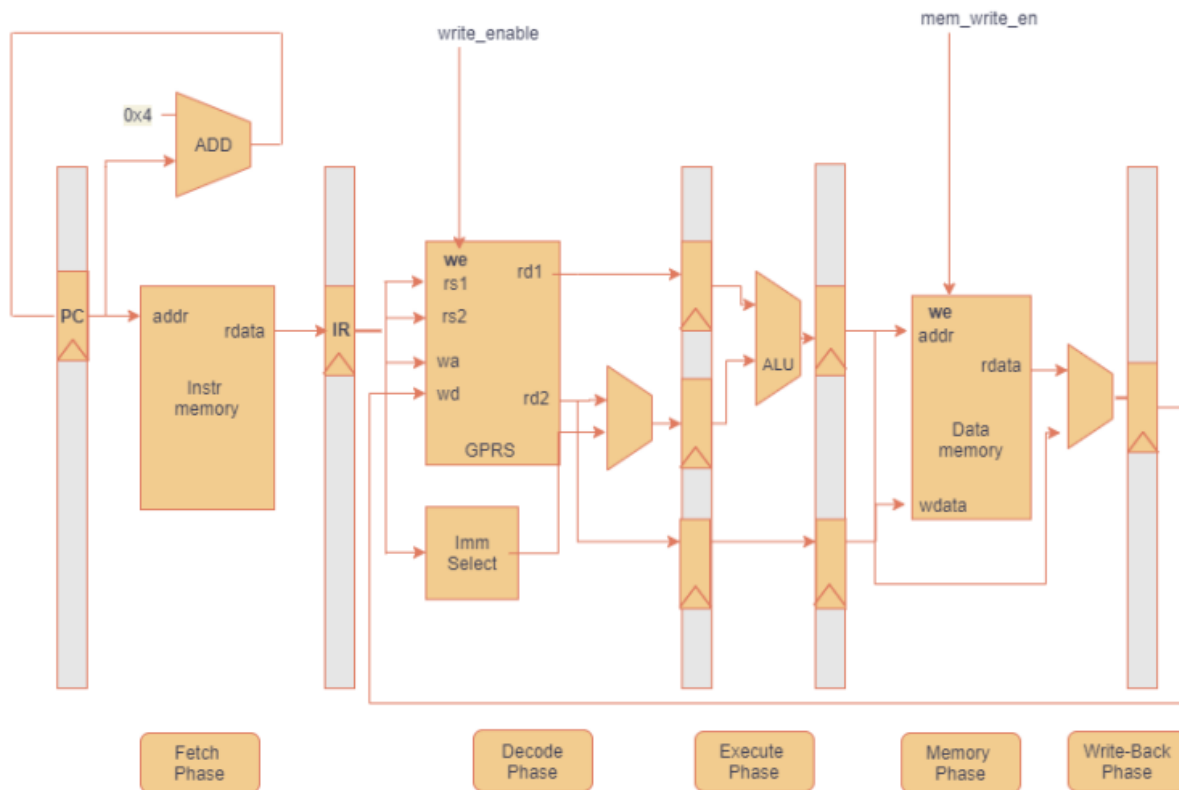 write_enable
mem_write_en
0x4
ADD
PC
addr
rdata
Instr
memory
IR
we
rs1
rs2
wa
wd
rd1
rd2
GPRS
Imm
Select
ALU
we
addr
rdata
Data
memory
wdata
Fetch
Phase
Decode
Phase
Execute
Phase
Memory
Phase
Write-Back
Phase